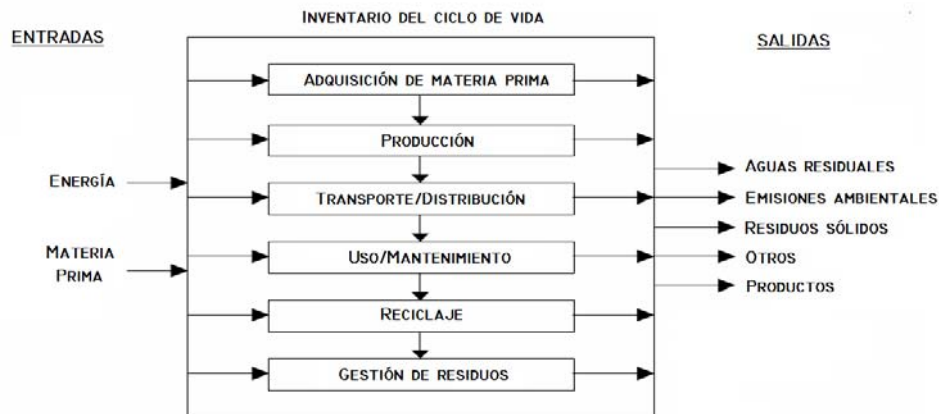 INVENTARIO DEL CICLO DE VIDA
ENTRADAS
SALIDAS
ADQUISICIÓN DE MATERIA PRIMA
PRODUCCIÓN
TRANSPORTE/DISTRIBUCIÓN
USO/MANTENIMIENTO
RECICLAJE
GESTIÓN DE RESIDUOS
ENERGÍA
MATERIA
PRIMA
AGUAS RESIDUALES
EMISIONES AMBIENTALES
RESIDUOS SÓLIDOS
OTROS
PRODUCTOS